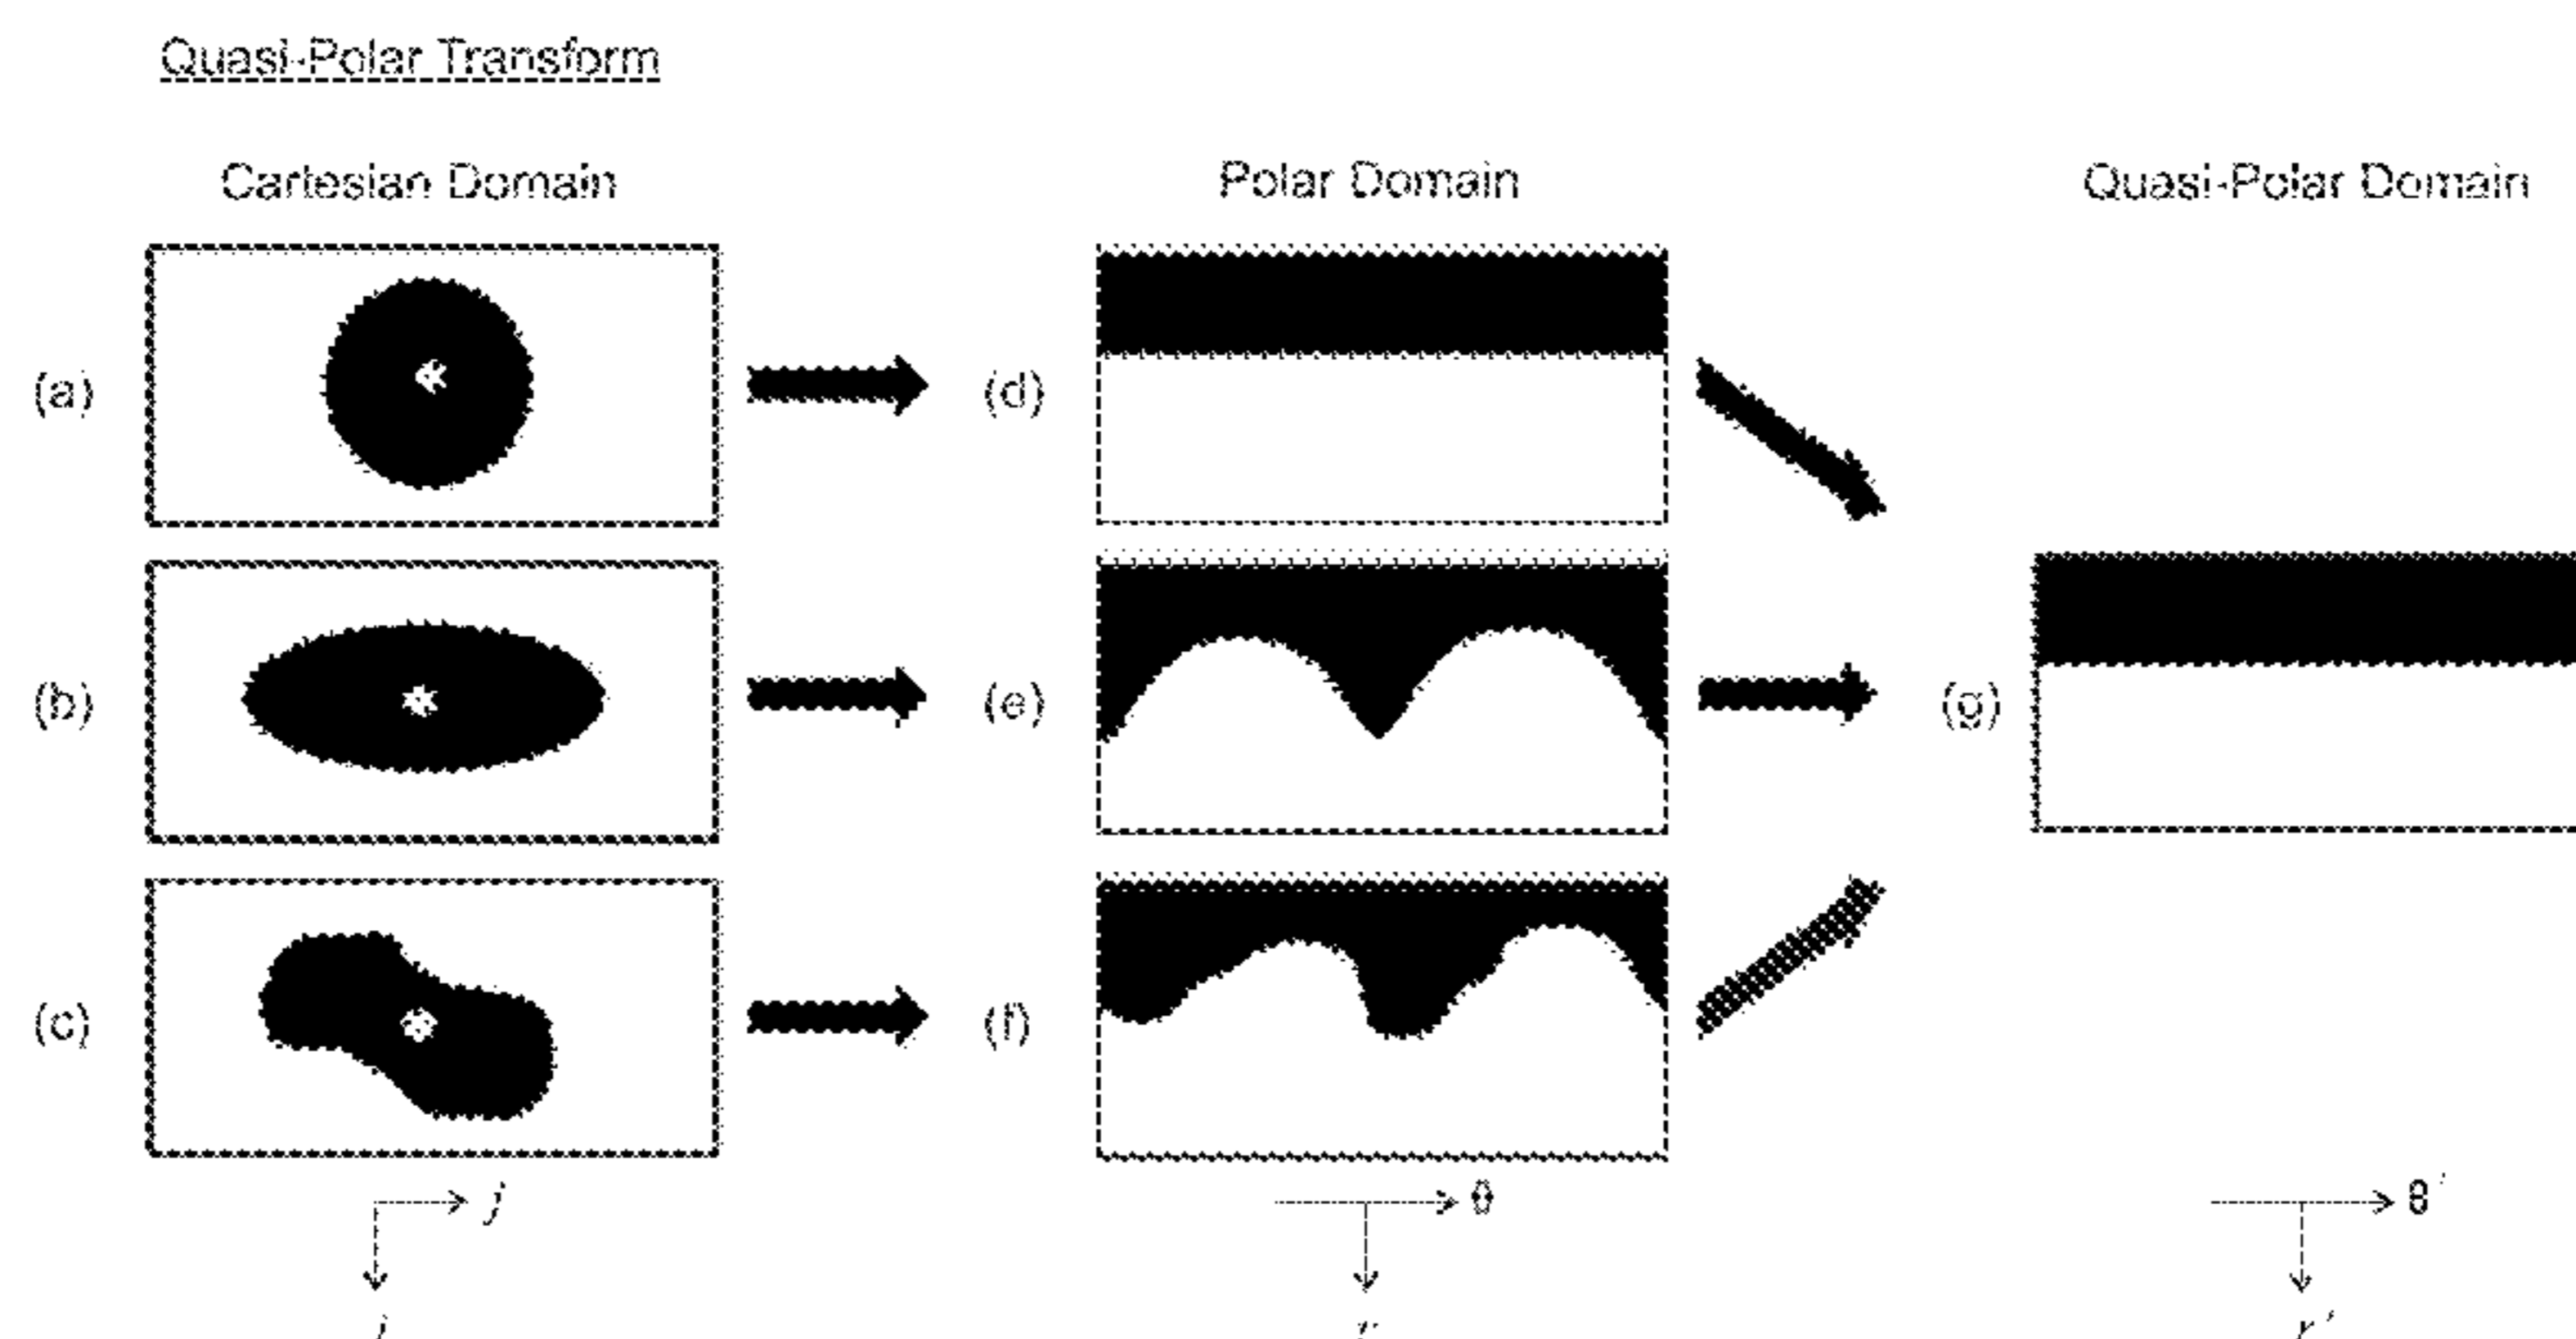 Quasi-Polar Transform
Cartesian Domain
Polar Domain
Quasi-Polar Domain
(a)
(d)
(b)
(e)
(g)
(c)
(f)
j
θ
θ'
i
r
r'